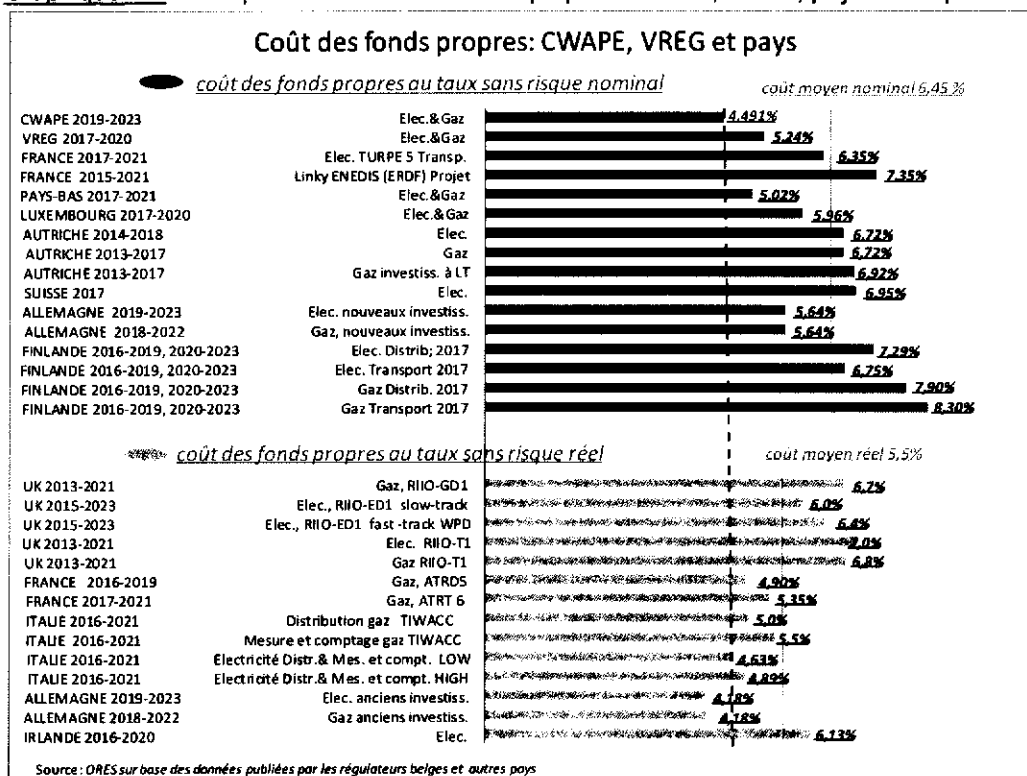 Coût des fonds propres: CWAPE, VREG et pays
coût des fonds propres au taux sans risque nominal
coût moyen nominal 6,45 %
CWAPE 2019-2023 Elec.&Gaz 4.491%
VREG 2017-2020 Elec.&Gaz 5.24%
FRANCE 2017-2021 Elec. TURPE 5 Transp. 6.35%
FRANCE 2015-2021 Linky ENEDIS (ERDF) Projet 7.35%
PAYS-BAS 2017-2021 Elec.&Gaz 5.02%
LUXEMBOURG 2017-2020 Elec.&Gaz 5.96%
AUTRICHE 2014-2018 Elec. 6.72%
AUTRICHE 2013-2017 Gaz 6,72%
AUTRICHE 2013-2017 Gaz investiss. à LT 6,92%
SUISSE 2017 Elec. 6.95%
ALLEMAGNE 2019-2023 Elec. nouveaux investiss. 5,64%
ALLEMAGNE 2018-2022 Gaz, nouveaux investiss. 5,64%
FINLANDE 2016-2019, 2020-2023 Elec. Distrib; 2017 7,29%
FINLANDE 2016-2019, 2020-2023 Elec. Transport 2017 6,75%
FINLANDE 2016-2019, 2020-2023 Gaz Distrib. 2017 7,90%
FINLANDE 2016-2019, 2020-2023 Gaz Transport 2017 8,30%
coût des fonds propres au taux sans risque réel
coût moyen réel 5,5%
UK 2013-2021 Gaz, RIIO-GD1 6,7%
UK 2015-2023 Elec., RIIO-ED1 slow-track 6,0%
UK 2015-2023 Elec., RIIO-ED1 fast -track WPD 6,4%
UK 2013-2021 Elec. RIIO-T1 7,0%
UK 2013-2021 Gaz RIIO-T1 6,8%
FRANCE 2016-2019 Gaz, ATRD5 4,90%
FRANCE 2017-2021 Gaz, ATRT 6 5,35%
ITALIE 2016-2021 Distribution gaz TIWACC 5,0%
ITALIE 2016-2021 Mesure et comptage gaz TIWACC 5,5%
ITALIE 2016-2021 Electricité Distr.& Mes. et compt. LOW 4,63%
ITALIE 2016-2021 Electricité Distr.& Mes. et compt. HIGH 4,89%
ALLEMAGNE 2019-2023 Elec. anciens investiss. 4,18%
ALLEMAGNE 2018-2022 Gaz anciens investiss. 4,18%
IRLANDE 2016-2020 Elec. 6,13%
Source : ORES sur base des données publiées par les régulateurs belges et autres pays